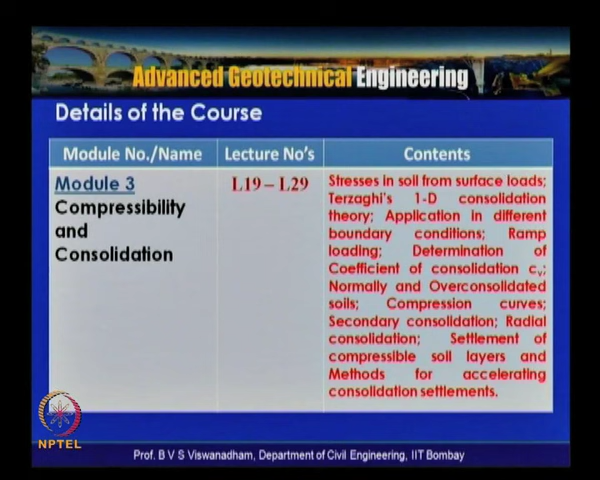 Advanced Geotechnical Engineering
Details of the Course
Module No./Name
Lecture No's
Contents
Module 3
Compressibility
and
Consolidation
L19 – L29
Stresses in soil from surface loads;
Terzaghi's 1-D consolidation
theory; Application in different
boundary conditions; Ramp
loading; Determination of
Coefficient of consolidation cv;
Normally and Overconsolidated
soils; Compression curves;
Secondary consolidation; Radial
consolidation; Settlement of
compressible soil layers and
Methods for accelerating
consolidation settlements.
NPTEL
Prof. B V S Viswanadham, Department of Civil Engineering, IIT Bombay